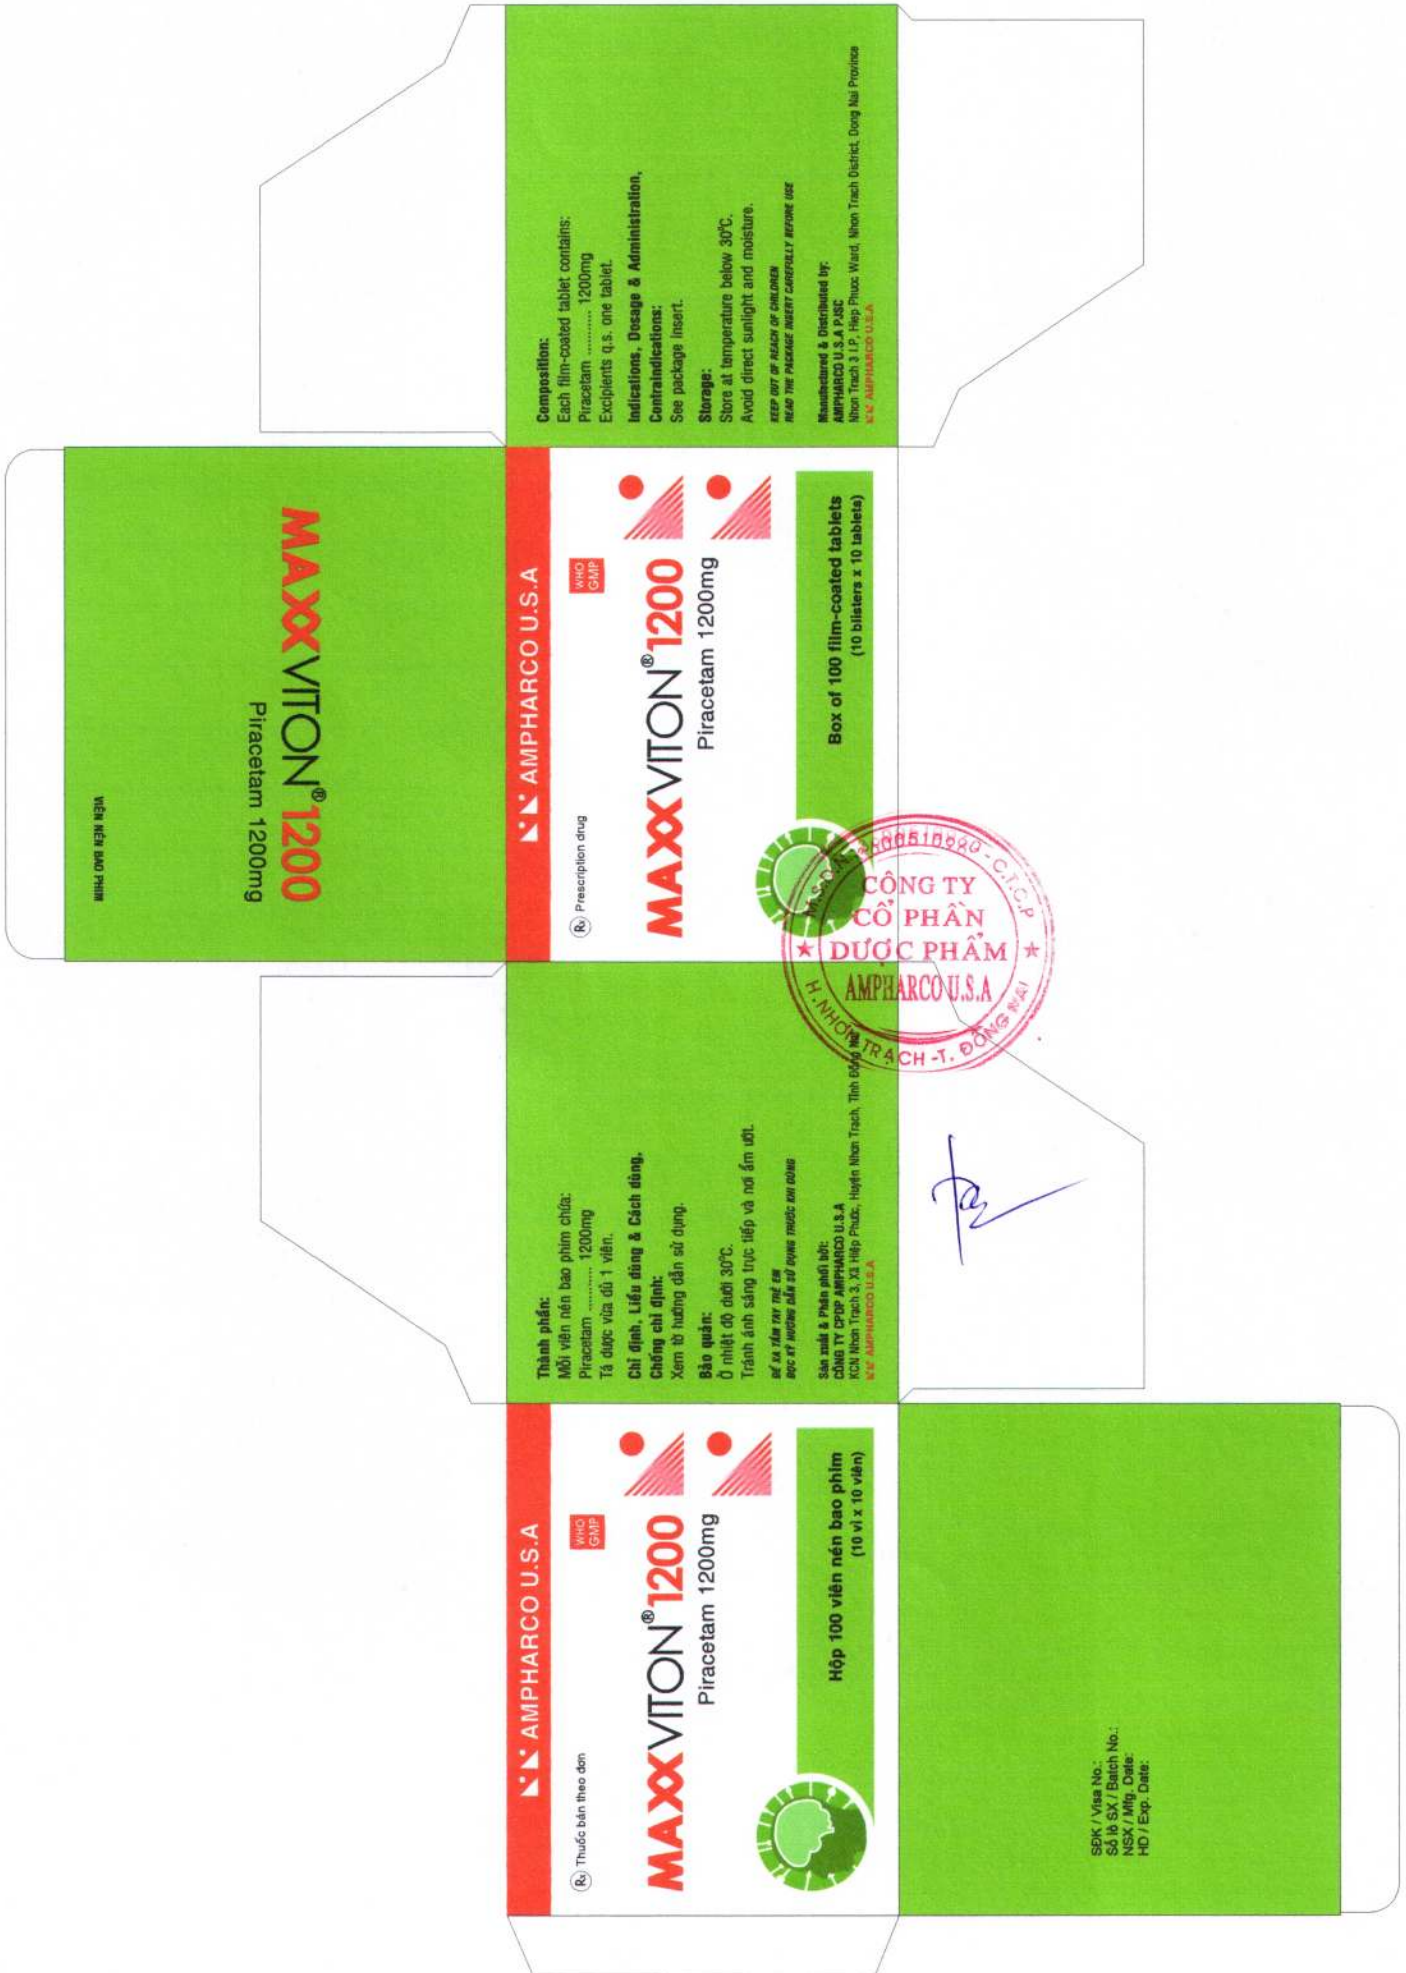 VIÊN NÉN BAO PHIM
MAXXVITON®1200
Piracetam 1200mg
AMPHARCO U.S.A
Rx Prescription drug
WHO
GMP
MAXXVITON®1200
Piracetam 1200mg
Box of 100 film-coated tablets
(10 blisters x 10 tablets)
Composition:
Each film-coated tablet contains:
Piracetam ........... 1200mg
Excipients q.s. one tablet.
Indications, Dosage & Administration,
Contraindications:
See package insert.
Storage:
Store at temperature below 30°C.
Avoid direct sunlight and moisture.
KEEP OUT OF REACH OF CHILDREN
READ THE PACKAGE INSERT CAREFULLY BEFORE USE
Manufactured & Distributed by:
AMPHARCO U.S.A PJSC
Nhon Trach 3 I.P, Hiep Phuoc Ward, Nhon Trach District, Dong Nai Province
AMPHARCO U.S.A
AMPHARCO U.S.A
Rx Thuốc bán theo đơn
WHO
GMP
MAXXVITON®1200
Piracetam 1200mg
Hộp 100 viên nén bao phim
(10 vỉ x 10 viên)
Thành phần:
Mỗi viên nén bao phim chứa:
Piracetam ........... 1200mg
Tá dược vừa đủ 1 viên.
Chỉ định, Liều dùng & Cách dùng,
Chống chỉ định:
Xem tờ hướng dẫn sử dụng.
Bảo quản:
Ở nhiệt độ dưới 30°C.
Tránh ánh sáng trực tiếp và nơi ẩm ướt.
ĐỂ XA TẦM TAY TRẺ EM
ĐỌC KỸ HƯỚNG DẪN SỬ DỤNG TRƯỚC KHI DÙNG
Sản xuất & Phân phối bởi:
CÔNG TY CPDP AMPHARCO U.S.A
KCN Nhơn Trạch 3, Xã Hiệp Phước, Huyện Nhơn Trạch, Tỉnh Đồng Nai
AMPHARCO U.S.A
SĐK / Visa No.:
Số lô SX / Batch No.:
NSX / Mfg. Date:
HD / Exp. Date:
CÔNG TY
CỔ PHẦN
DƯỢC PHẨM
AMPHARCO U.S.A
H. NHƠN TRẠCH - T. ĐỒNG NAI